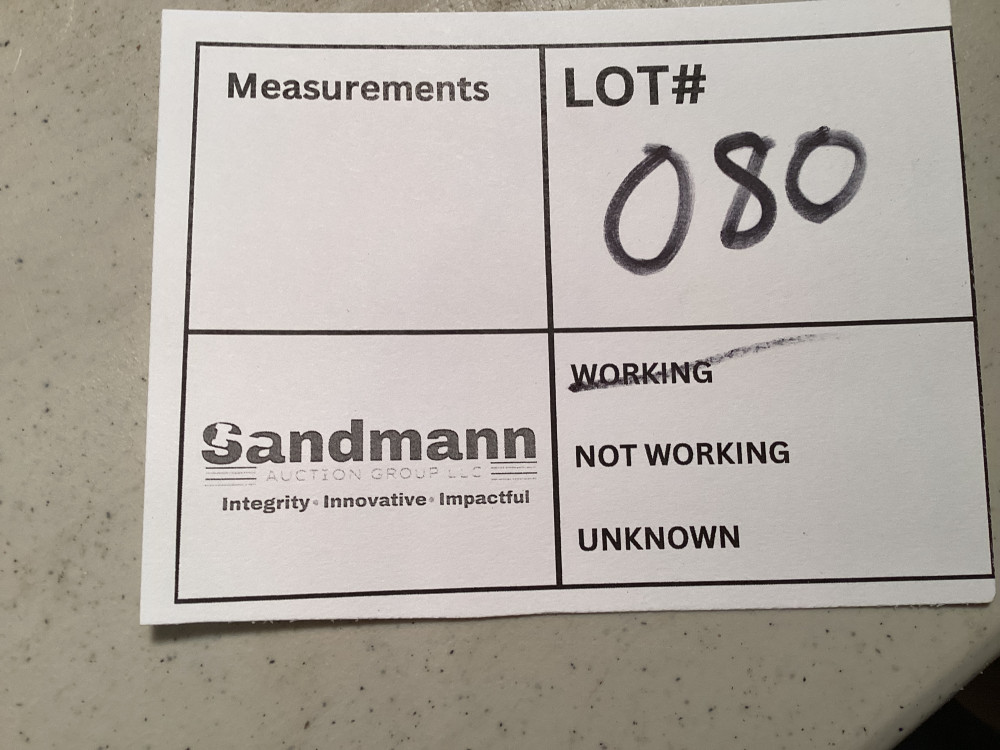 Measurements
LOT#
080
Sandmann
AUCTION GROUP LLC
Integrity • Innovative • Impactful
WORKING
NOT WORKING
UNKNOWN